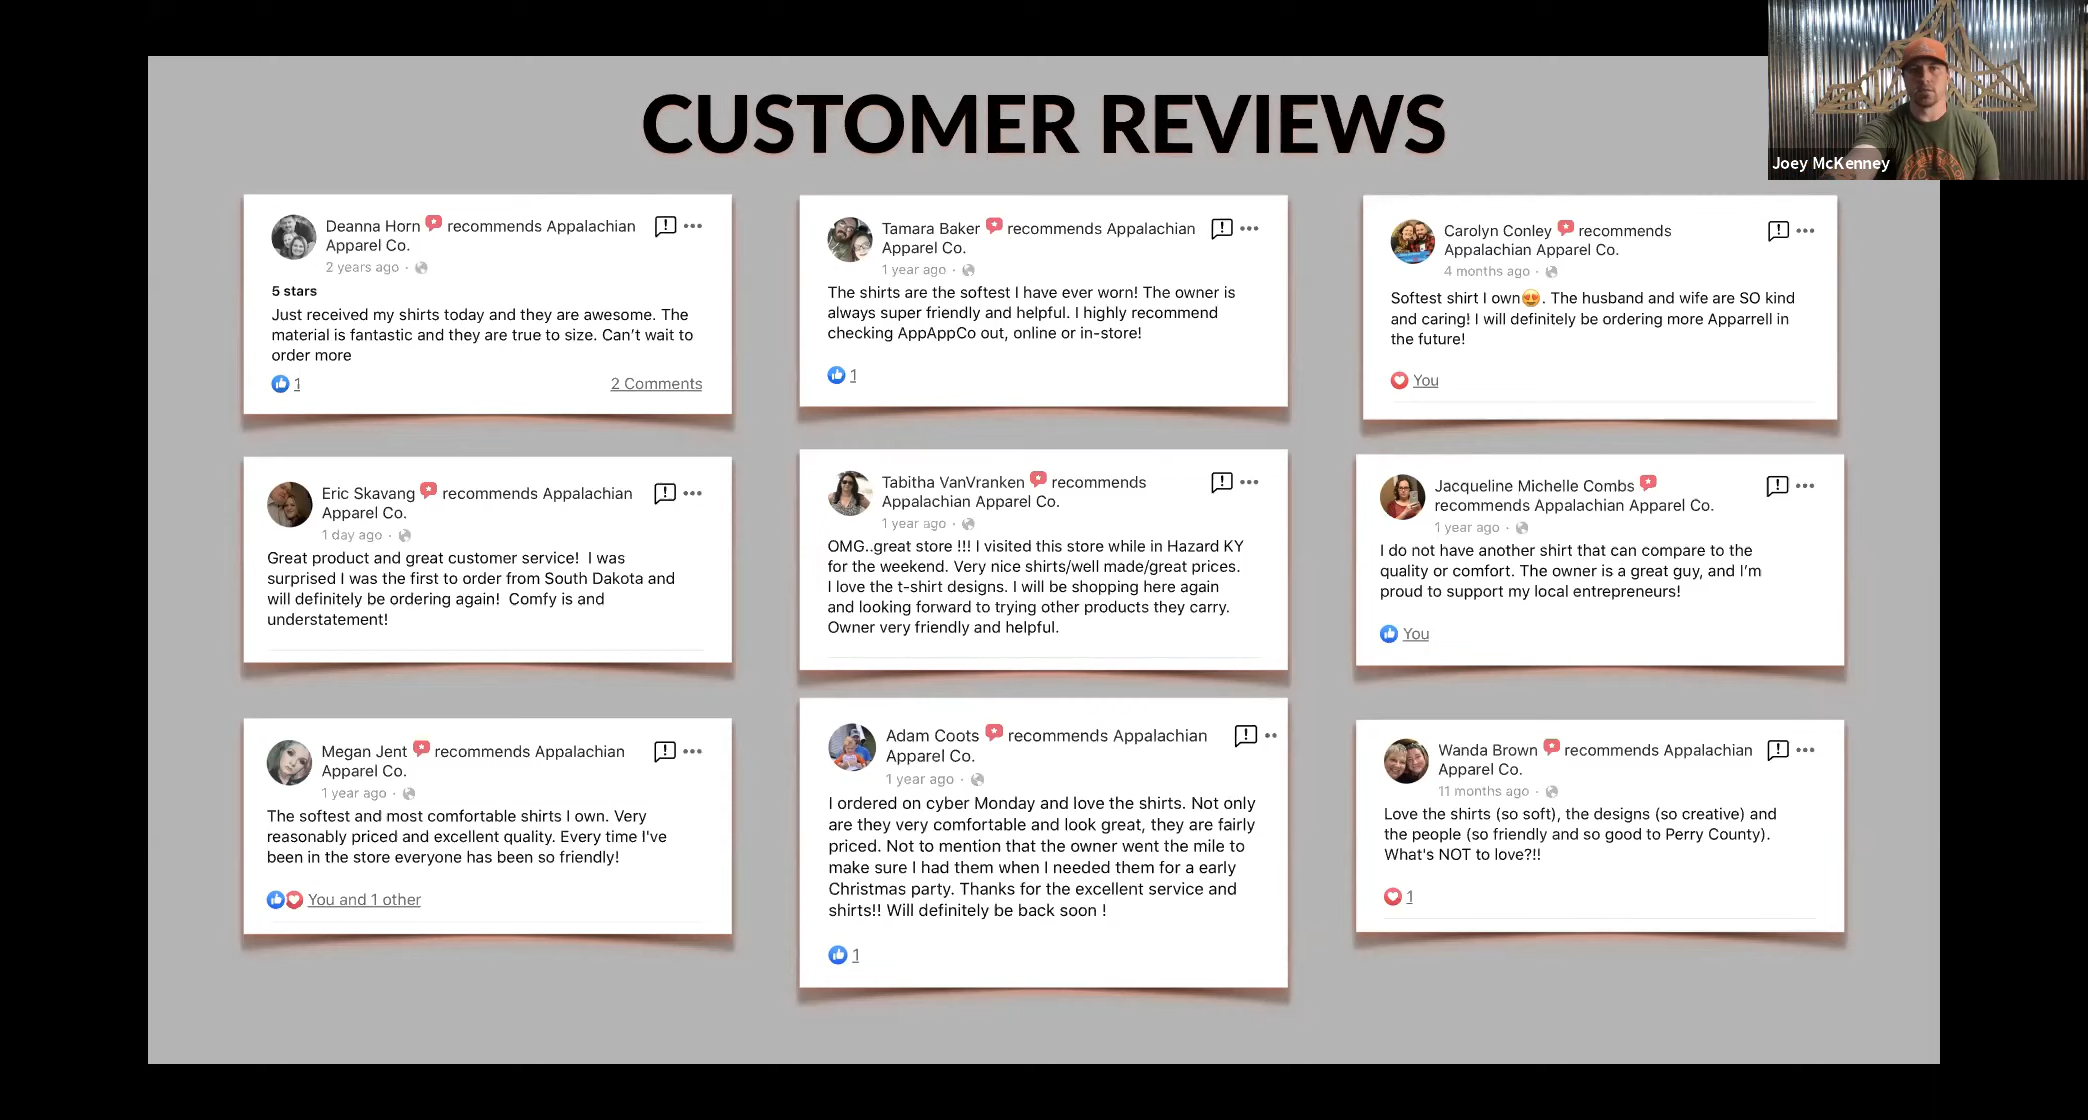 CUSTOMER REVIEWS
Joey McKenney
Deanna Horn recommends Appalachian
Apparel Co.
2 years ago ·
5 stars
Just received my shirts today and they are awesome. The
material is fantastic and they are true to size. Can’t wait to
order more
1
2 Comments
Tamara Baker recommends Appalachian
Apparel Co.
1 year ago ·
The shirts are the softest I have ever worn! The owner is
always super friendly and helpful. I highly recommend
checking AppAppCo out, online or in-store!
1
Carolyn Conley recommends
Appalachian Apparel Co.
4 months ago ·
Softest shirt I own😍. The husband and wife are SO kind
and caring! I will definitely be ordering more Apparrell in
the future!
You
Eric Skavang recommends Appalachian
Apparel Co.
1 day ago ·
Great product and great customer service! I was
surprised I was the first to order from South Dakota and
will definitely be ordering again! Comfy is and
understatement!
Tabitha VanVranken recommends
Appalachian Apparel Co.
1 year ago ·
OMG..great store !!! I visited this store while in Hazard KY
for the weekend. Very nice shirts/well made/great prices.
I love the t-shirt designs. I will be shopping here again
and looking forward to trying other products they carry.
Owner very friendly and helpful.
Jacqueline Michelle Combs
recommends Appalachian Apparel Co.
1 year ago ·
I do not have another shirt that can compare to the
quality or comfort. The owner is a great guy, and I’m
proud to support my local entrepreneurs!
You
Megan Jent recommends Appalachian
Apparel Co.
1 year ago ·
The softest and most comfortable shirts I own. Very
reasonably priced and excellent quality. Every time I've
been in the store everyone has been so friendly!
You and 1 other
Adam Coots recommends Appalachian
Apparel Co.
1 year ago ·
I ordered on cyber Monday and love the shirts. Not only
are they very comfortable and look great, they are fairly
priced. Not to mention that the owner went the mile to
make sure I had them when I needed them for a early
Christmas party. Thanks for the excellent service and
shirts!! Will definitely be back soon !
1
Wanda Brown recommends Appalachian
Apparel Co.
11 months ago ·
Love the shirts (so soft), the designs (so creative) and
the people (so friendly and so good to Perry County).
What's NOT to love?!!
1